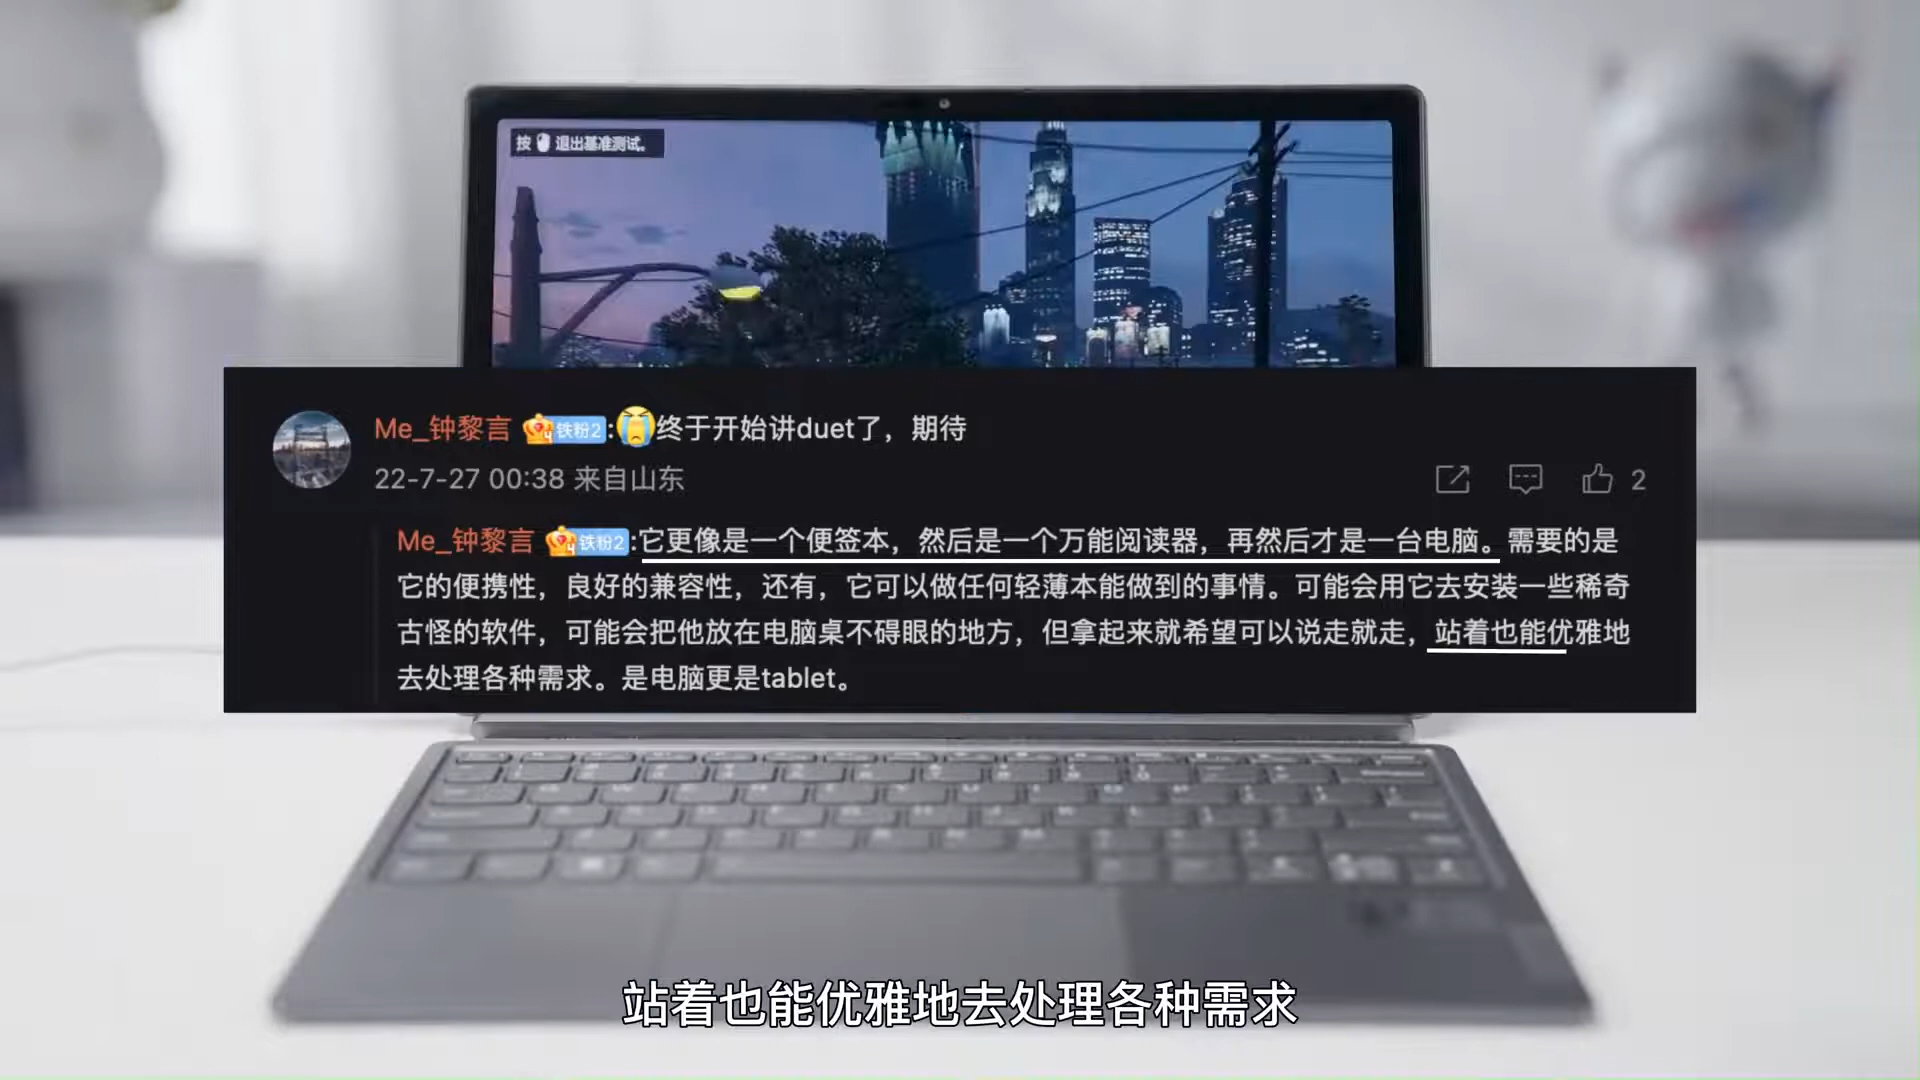 按 退出基准测试。
Me_钟黎言 铁粉2:😭终于开始讲duet了，期待
22-7-27 00:38 来自山东
2
Me_钟黎言 铁粉2:它更像是一个便签本，然后是一个万能阅读器，再然后才是一台电脑。需要的是
它的便携性，良好的兼容性，还有，它可以做任何轻薄本能做到的事情。可能会用它去安装一些稀奇
古怪的软件，可能会把他放在电脑桌不碍眼的地方，但拿起来就希望可以说走就走，站着也能优雅地
去处理各种需求。是电脑更是tablet。
站着也能优雅地去处理各种需求